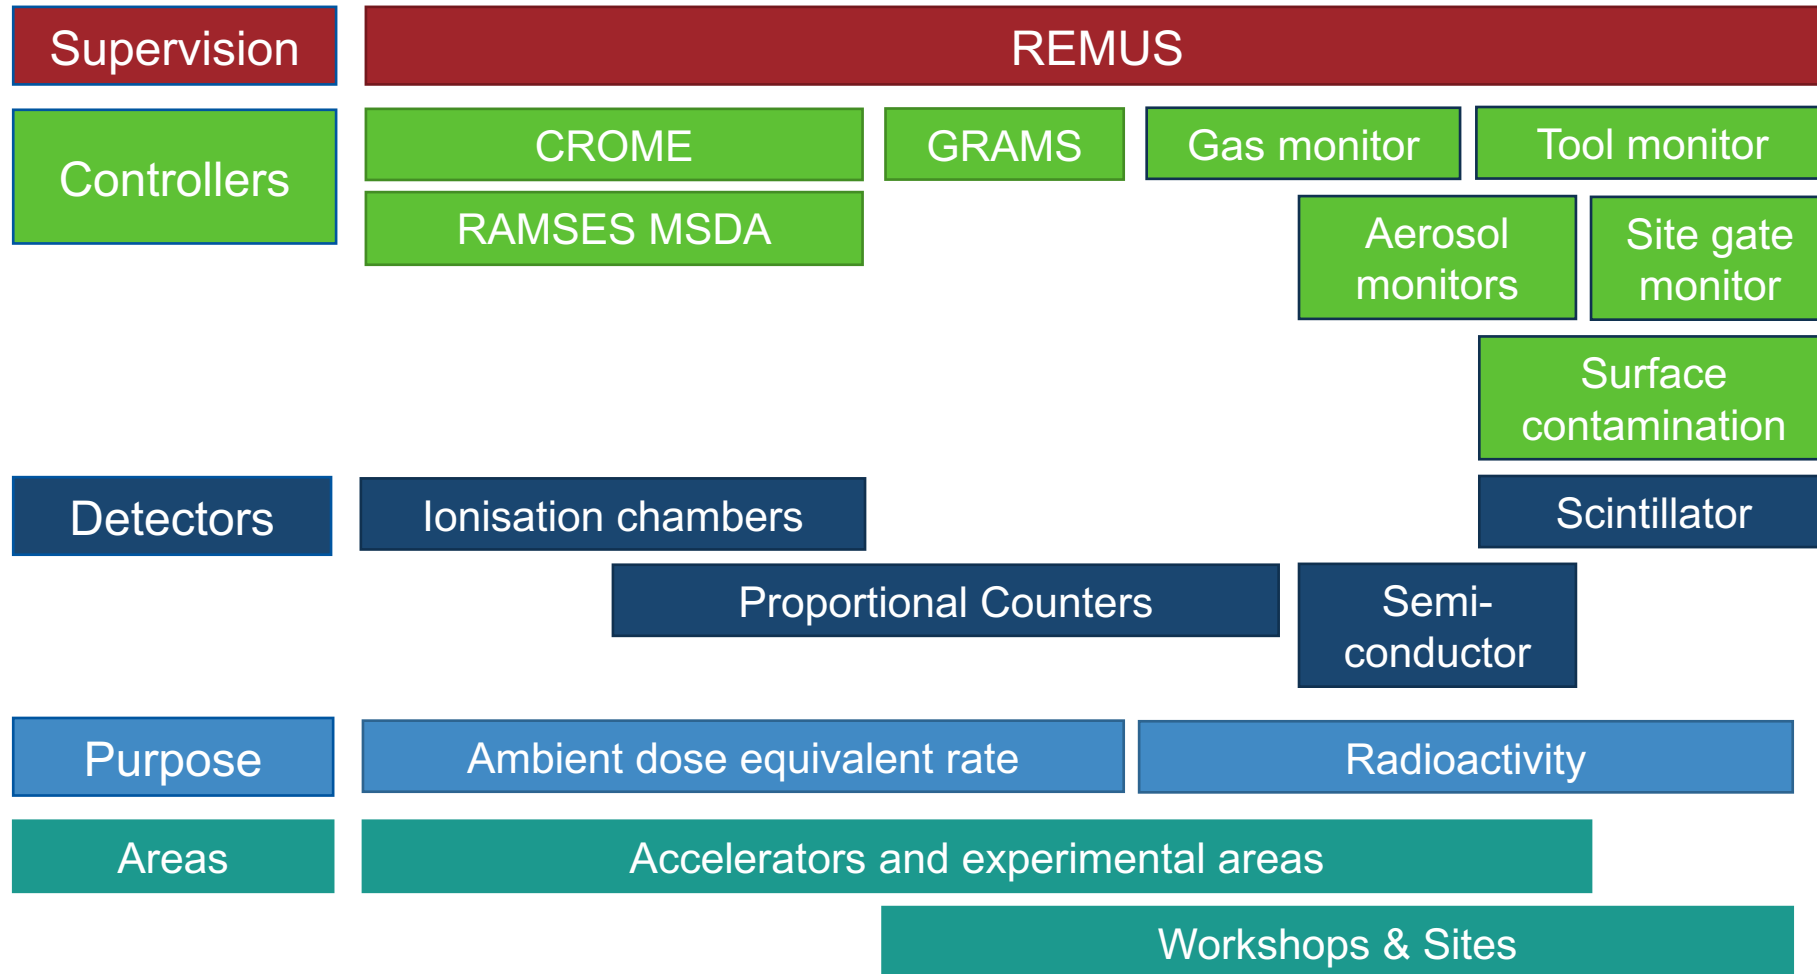 Supervision
REMUS
Controllers
CROME
GRAMS
Gas monitor
Tool monitor
RAMSES MSDA
Aerosol
monitors
Site gate
monitor
Surface
contamination
Detectors
Ionisation chambers
Scintillator
Proportional Counters
Semi-
conductor
Purpose
Ambient dose equivalent rate
Radioactivity
Areas
Accelerators and experimental areas
Workshops & Sites